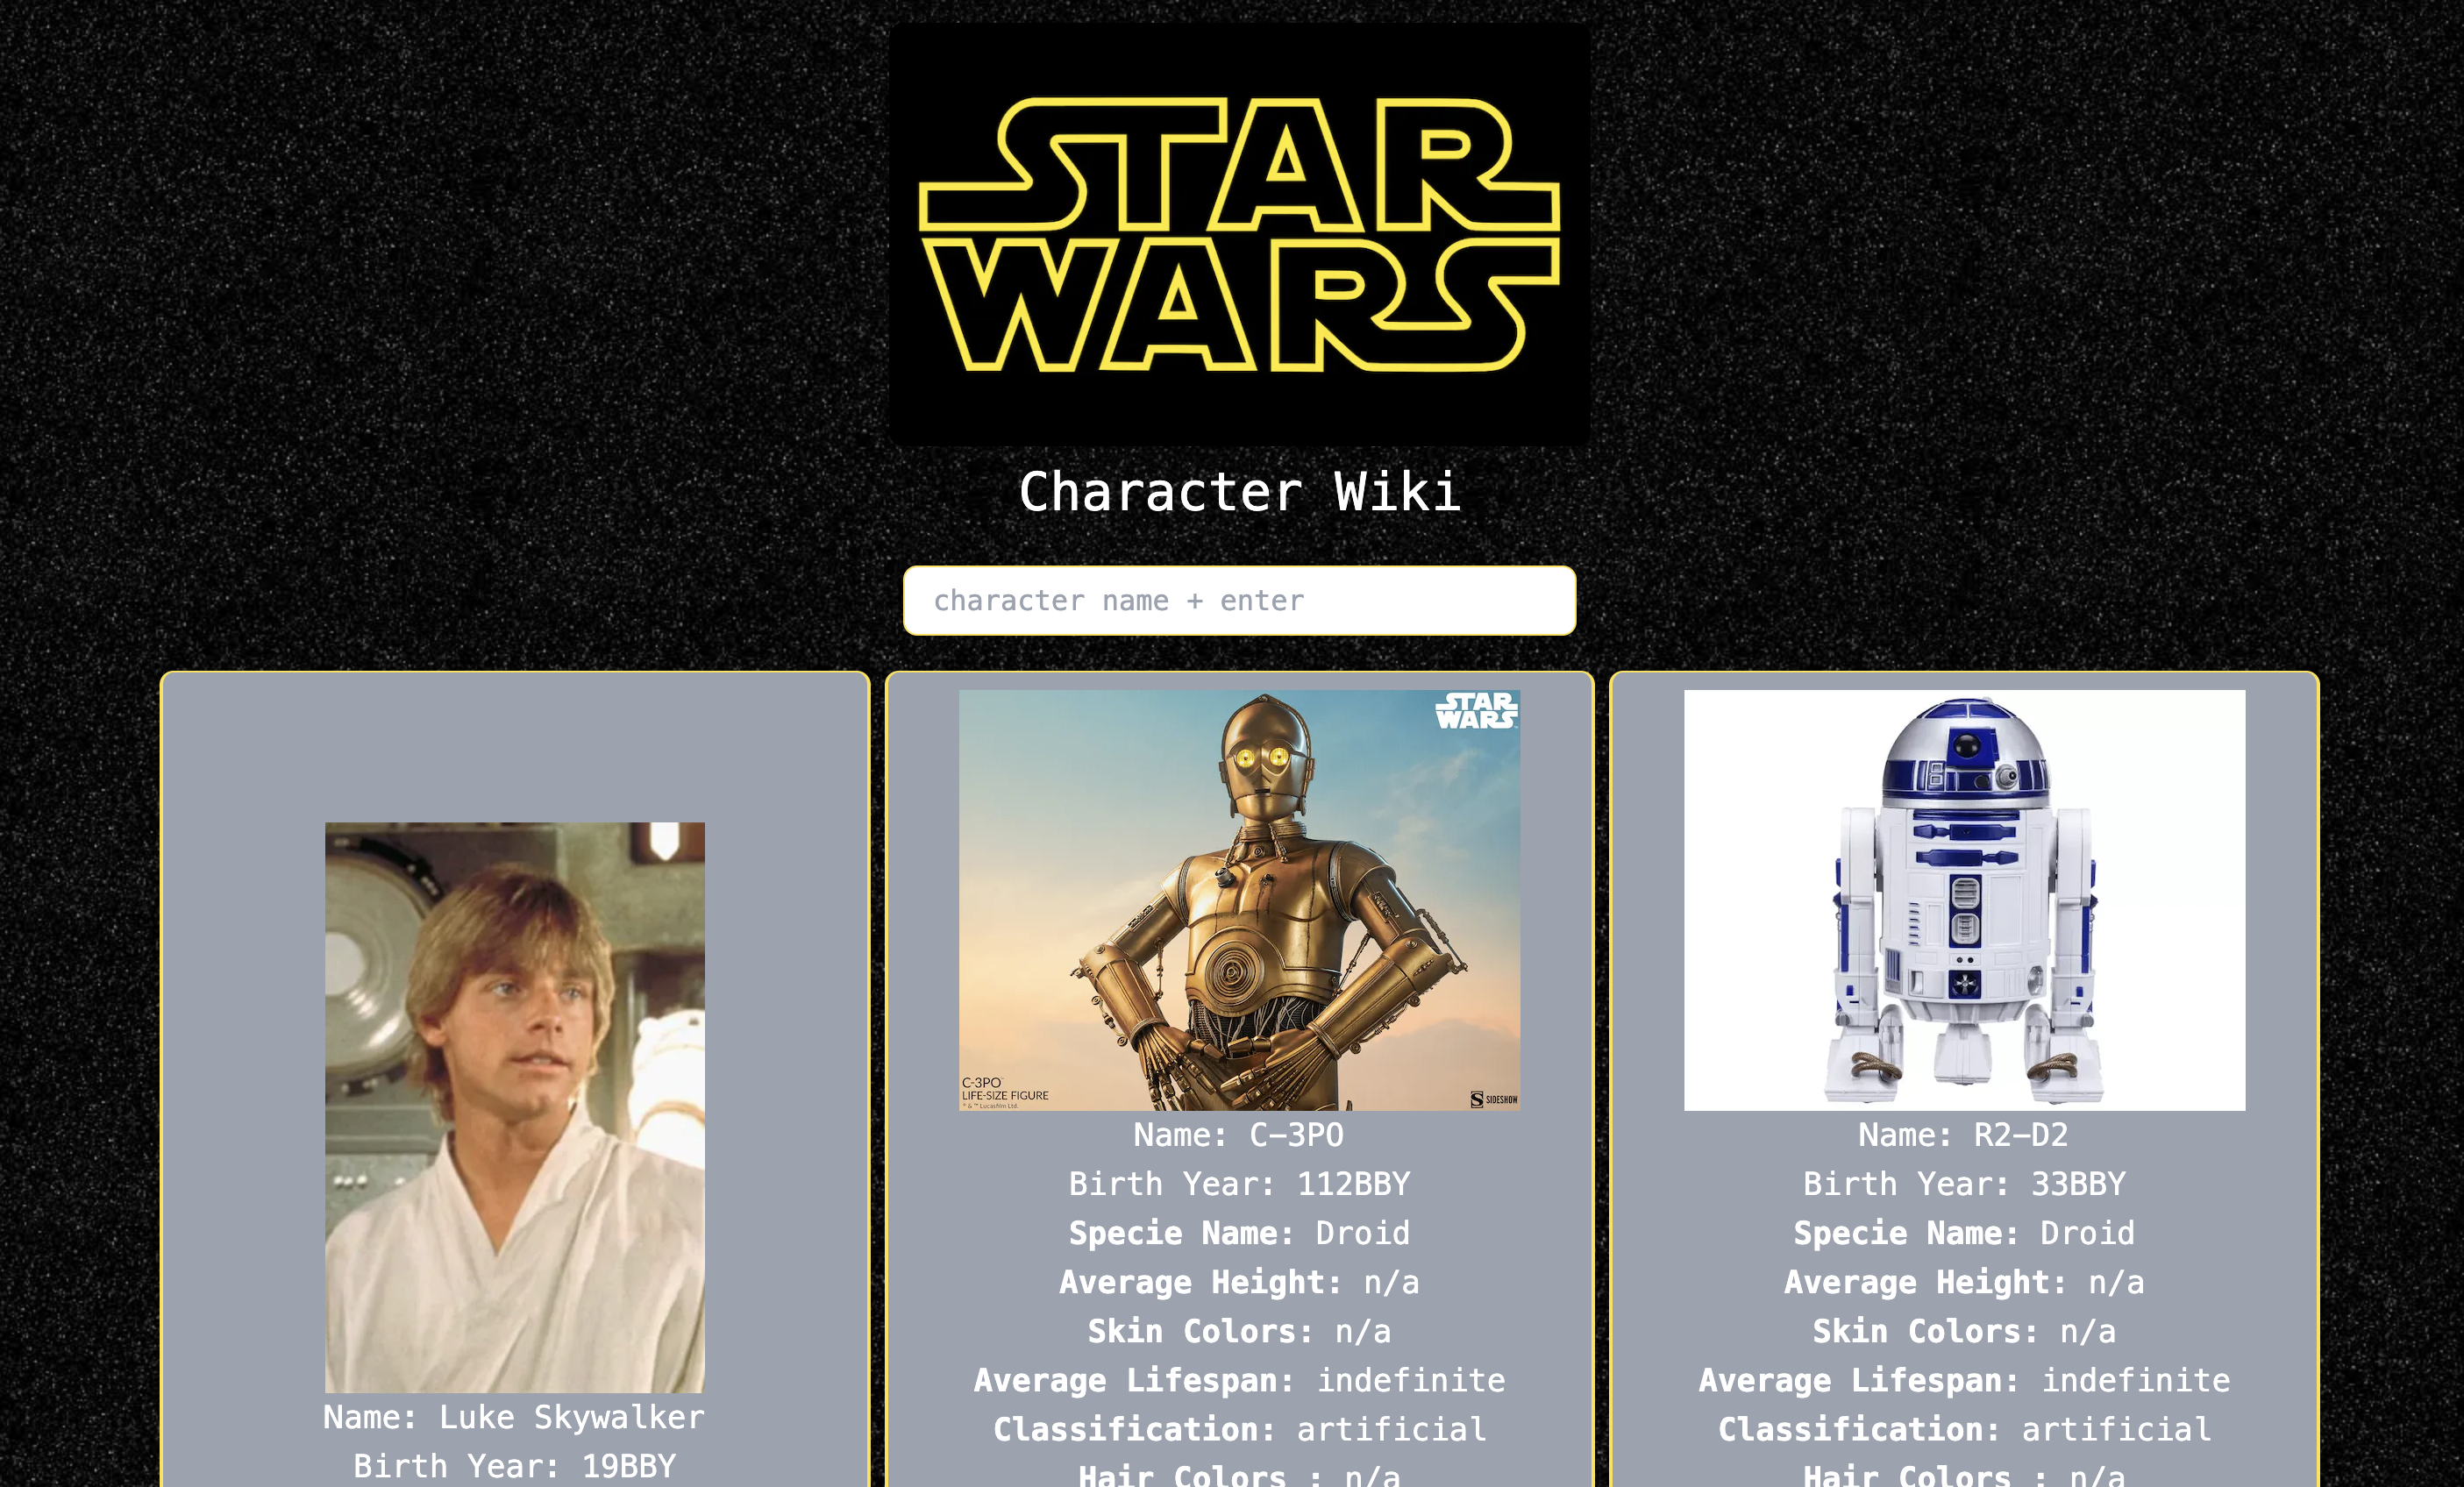 STAR
WARS
Character Wiki
character name + enter
Name: Luke Skywalker
Birth Year: 19BBY
STAR
WARS
C-3PO
LIFE-SIZE FIGURE
® & ™ Lucasfilm Ltd.
S SIDESHOW
Name: C-3PO
Birth Year: 112BBY
Specie Name: Droid
Average Height: n/a
Skin Colors: n/a
Average Lifespan: indefinite
Classification: artificial
Hair Colors : n/a
Name: R2-D2
Birth Year: 33BBY
Specie Name: Droid
Average Height: n/a
Skin Colors: n/a
Average Lifespan: indefinite
Classification: artificial
Hair Colors : n/a